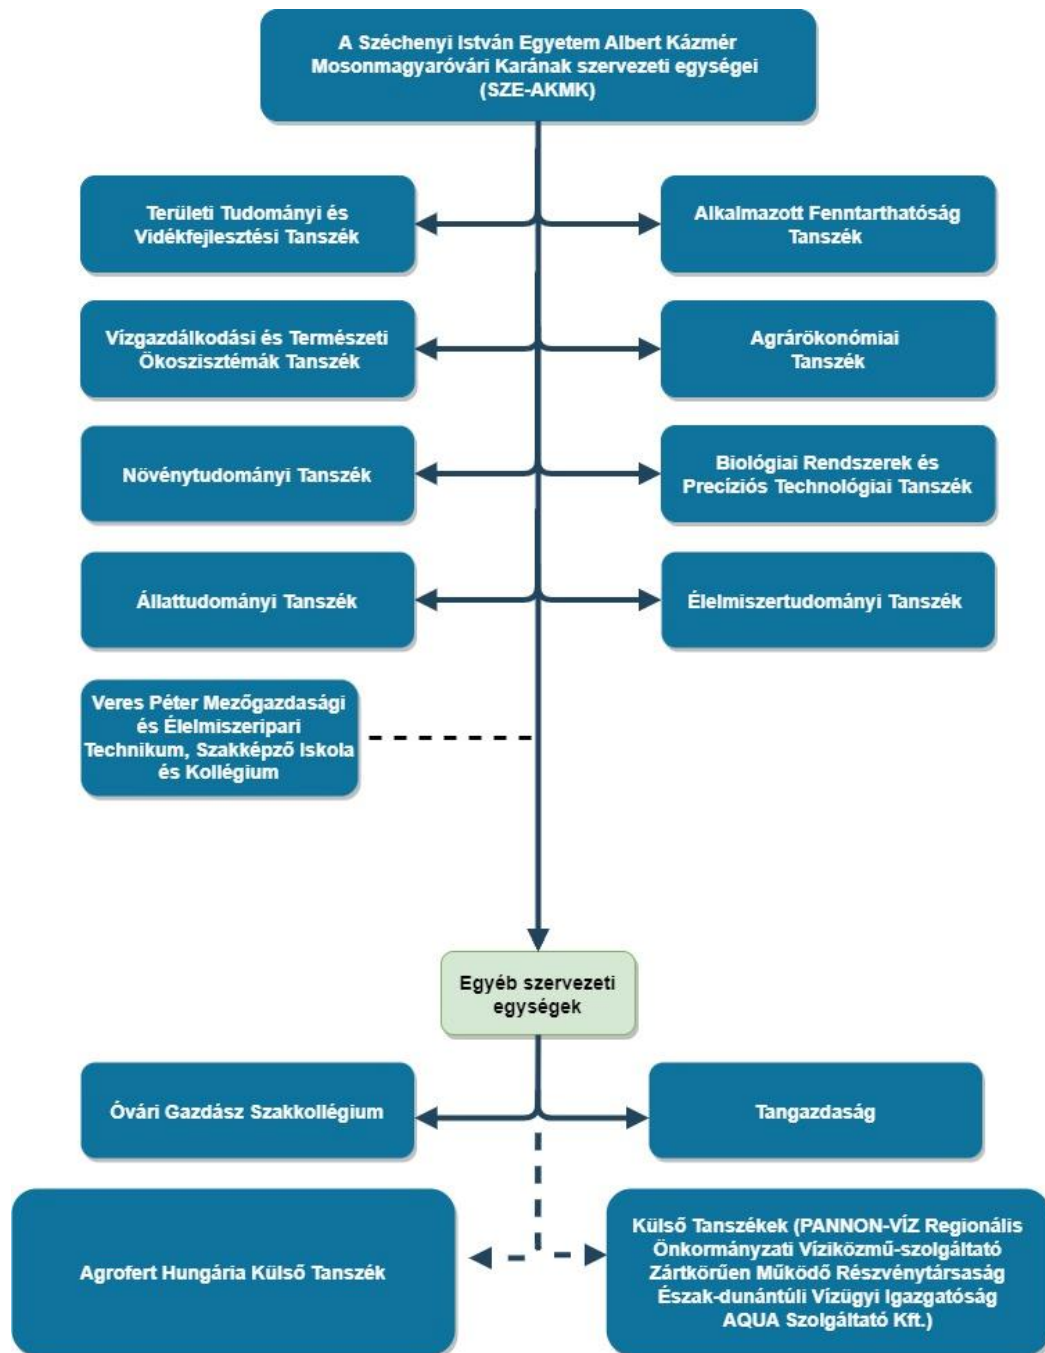 A Széchenyi István Egyetem Albert Kázmér
Mosonmagyaróvári Karának szervezeti egységei
(SZE-AKMK)
Területi Tudományi és
Vidékfejlesztési Tanszék
Alkalmazott Fenntarthatóság
Tanszék
Vízgazdálkodási és Természeti
Ökoszisztémák Tanszék
Agrárökonómiai
Tanszék
Növénytudományi Tanszék
Biológiai Rendszerek és
Precíziós Technológiai Tanszék
Állattudományi Tanszék
Élelmiszertudományi Tanszék
Veres Péter Mezőgazdasági
és Élelmiszeripari
Technikum, Szakképző Iskola
és Kollégium
Egyéb szervezeti
egységek
Óvári Gazdász Szakkollégium
Tangazdaság
Agrofert Hungária Külső Tanszék
Külső Tanszékek (PANNON-VÍZ Regionális
Önkormányzati Víziközmű-szolgáltató
Zártkörűen Működő Részvénytársaság
Észak-dunántúli Vízügyi Igazgatóság
AQUA Szolgáltató Kft.)